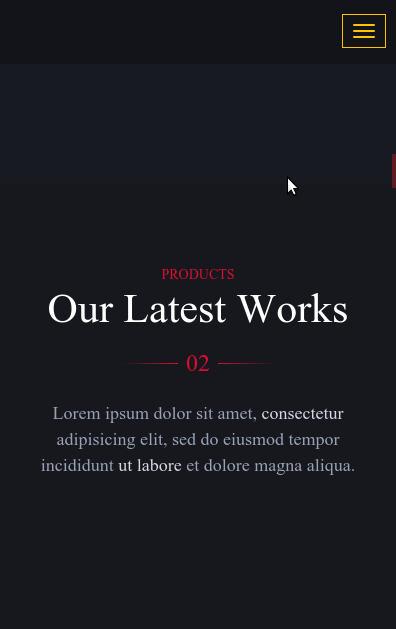 PRODUCTS
Our Latest Works
02
Lorem ipsum dolor sit amet, consectetur
adipisicing elit, sed do eiusmod tempor
incididunt ut labore et dolore magna aliqua.